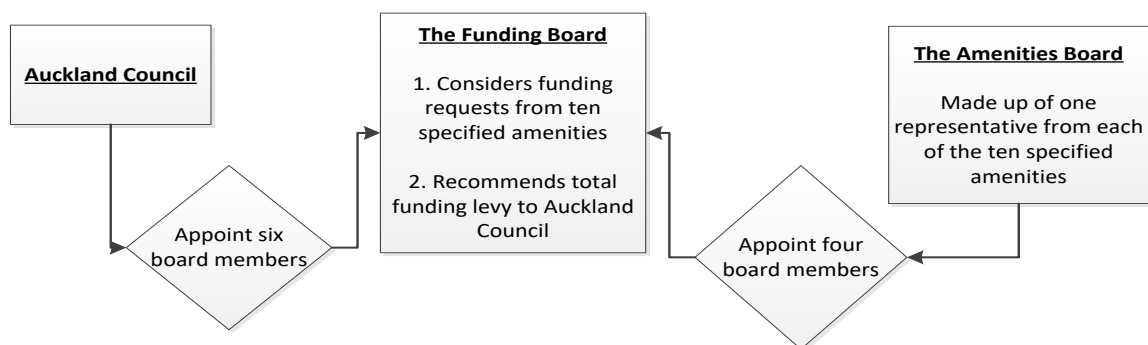 Auckland Council
Appoint six
board members
The Funding Board
1. Considers funding
requests from ten
specified amenities
2. Recommends total
funding levy to Auckland
Council
Appoint four
board members
The Amenities Board
Made up of one
representative from each
of the ten specified
amenities